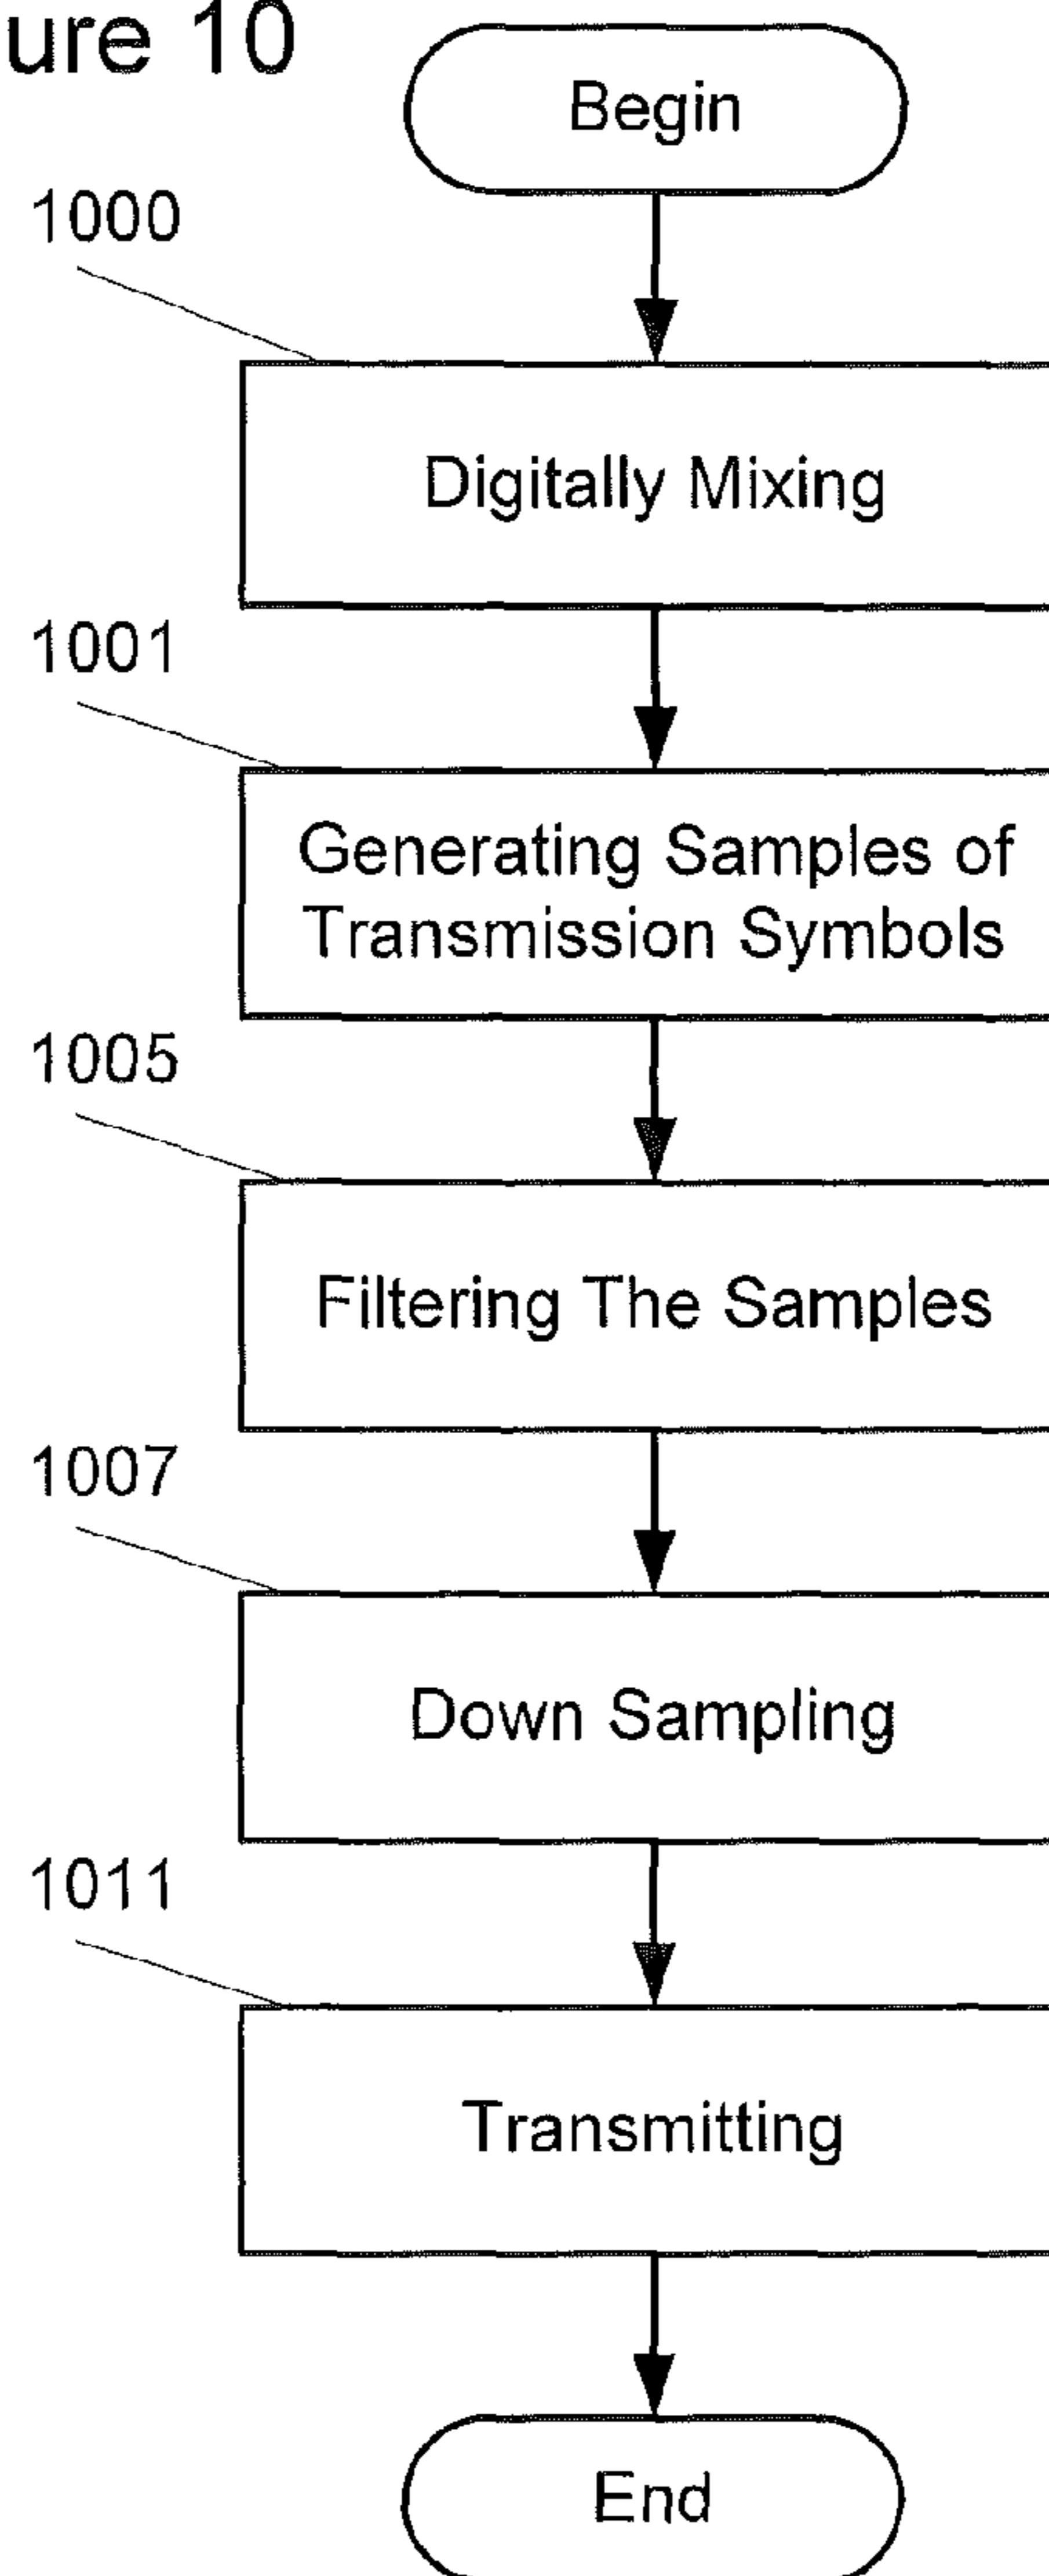 ure 10
Begin
1000
Digitally Mixing
1001
Generating Samples of
Transmission Symbols
1005
Filtering The Samples
1007
Down Sampling
1011
Transmitting
End